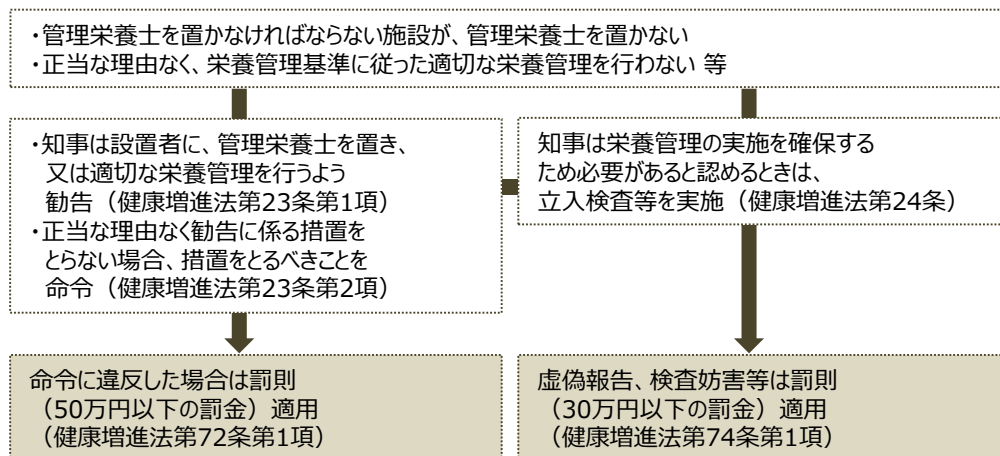 ・管理栄養士を置かなければならない施設が、管理栄養士を置かない
・正当な理由なく、栄養管理基準に従った適切な栄養管理を行わない 等
・知事は設置者に、管理栄養士を置き、
又は適切な栄養管理を行うよう
勧告（健康増進法第23条第1項）
・正当な理由なく勧告に係る措置を
とらない場合、措置をとるべきことを
命令（健康増進法第23条第2項）
知事は栄養管理の実施を確保する
ため必要があると認めるときは、
立入検査等を実施（健康増進法第24条）
命令に違反した場合は罰則
（50万円以下の罰金）適用
（健康増進法第72条第1項）
虚偽報告、検査妨害等は罰則
（30万円以下の罰金）適用
（健康増進法第74条第1項）